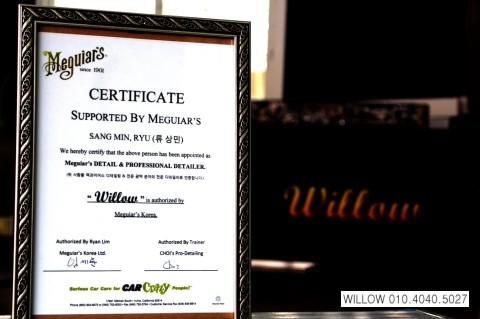 Meguiar's
since 1901
CERTIFICATE
SUPPORTED BY MEGUIAR'S
SANG MIN, RYU (류 상민)
We hereby certify that the above person has been appointed as
Meguiar's DETAIL & PROFESSIONAL DETAILER.
"Willow" is authorized by
Meguiar's Korea.
Authorized By Ryan Lim
Authorized By Trainer
Meguiar's Korea Ltd.
CHOI's Pro-Detailing
Serious Car Care for CAR Crazy People!
Willow
WILLOW 010.4040.5027